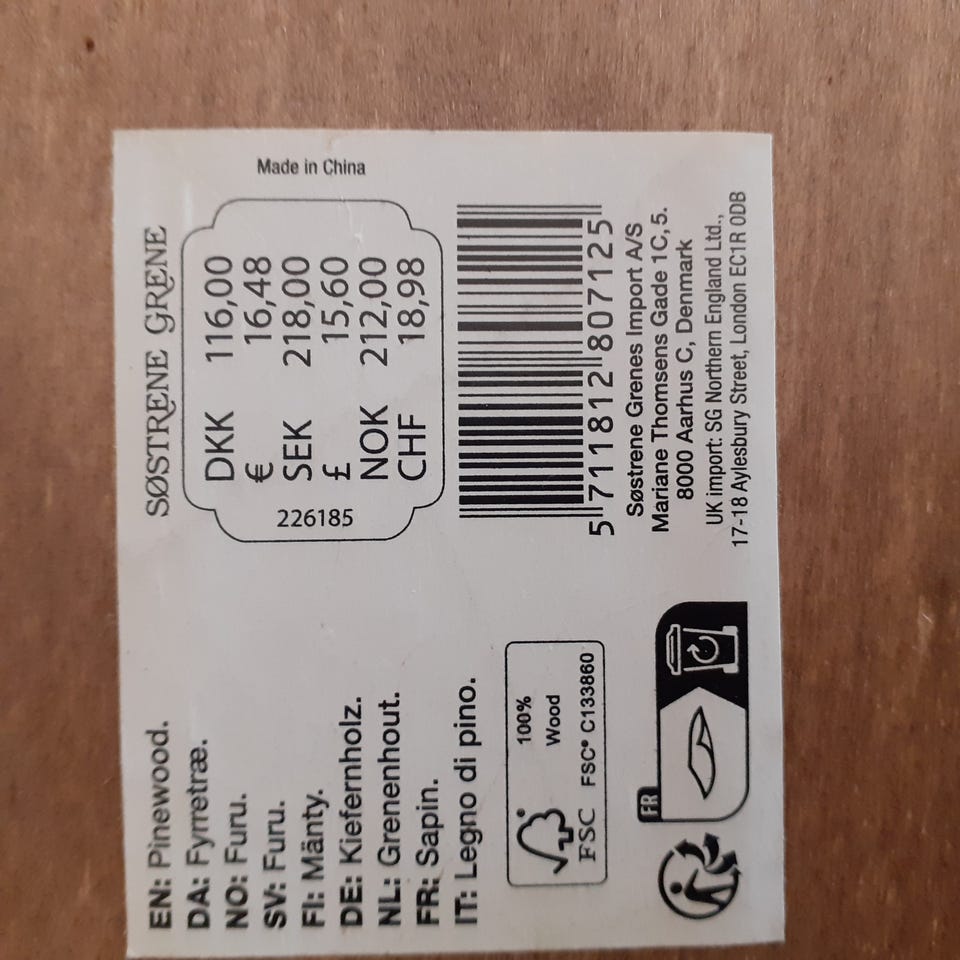 EN: Pinewood.
DA: Fyrretræ.
NO: Furu.
SV: Furu.
FI: Mänty.
DE: Kiefernholz.
NL: Grenenhout.
FR: Sapin.
IT: Legno di pino.
FSC
100%
Wood
FSC® C133860
FR
SØSTRENE GRENE
Made in China
226185
DKK 116,00
€ 16,48
SEK 218,00
£ 15,60
NOK 212,00
CHF 18,98
5 711812 807125
Søstrene Grenes Import A/S
Mariane Thomsens Gade 1C, 5.
8000 Aarhus C, Denmark
UK import: SG Northern England Ltd.,
17-18 Aylesbury Street, London EC1R 0DB